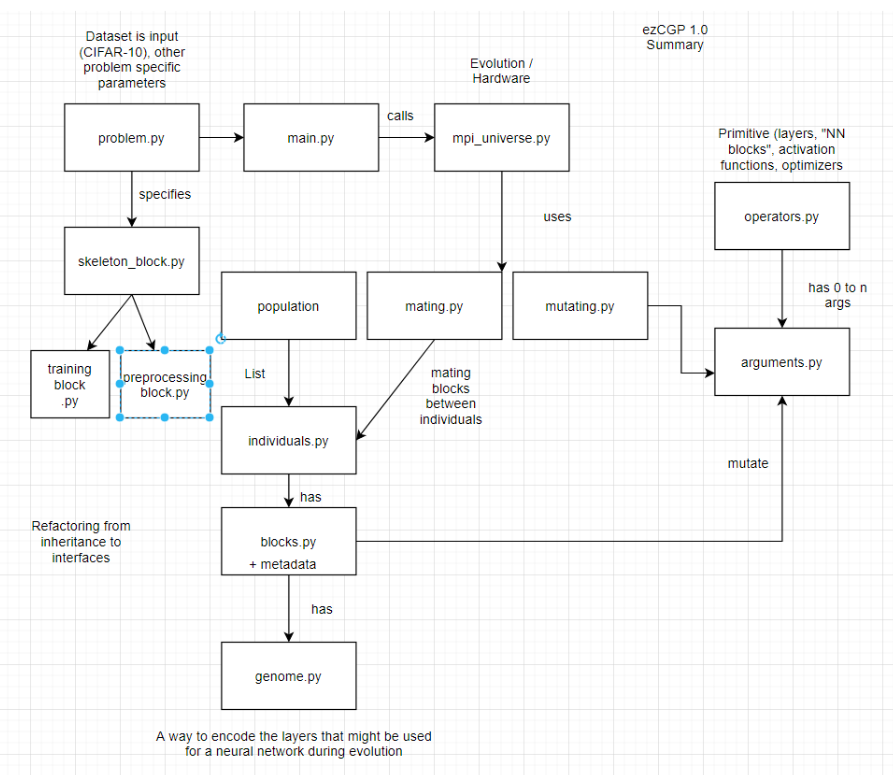 ezCGP 1.0
Summary
Dataset is input
(CIFAR-10), other
problem specific
parameters
Evolution /
Hardware
problem.py
main.py
calls
mpi_universe.py
Primitive (layers, "NN
blocks", activation
functions, optimizers
specifies
uses
operators.py
skeleton_block.py
population
mating.py
mutating.py
has 0 to n
args
training
block
.py
preprocessing
block.py
List
mating
blocks
between
individuals
arguments.py
individuals.py
has
mutate
Refactoring from
inheritance to
interfaces
blocks.py
+ metadata
has
genome.py
A way to encode the layers that might be used
for a neural network during evolution